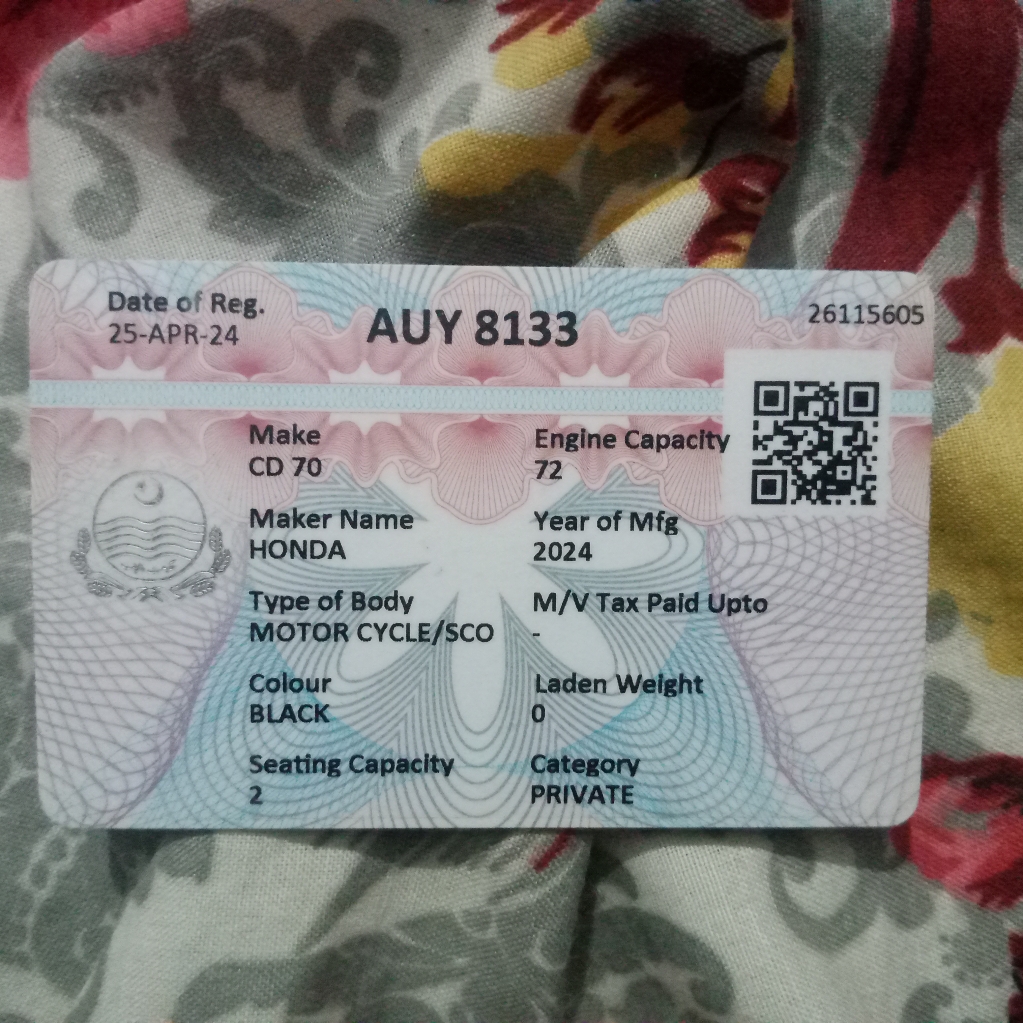 Date of Reg.
25-APR-24
AUY 8133
26115605
Make
CD 70
Engine Capacity
72
Maker Name
HONDA
Year of Mfg
2024
Type of Body
MOTOR CYCLE/SCO
M/V Tax Paid Upto
-
Colour
BLACK
Laden Weight
0
Seating Capacity
2
Category
PRIVATE